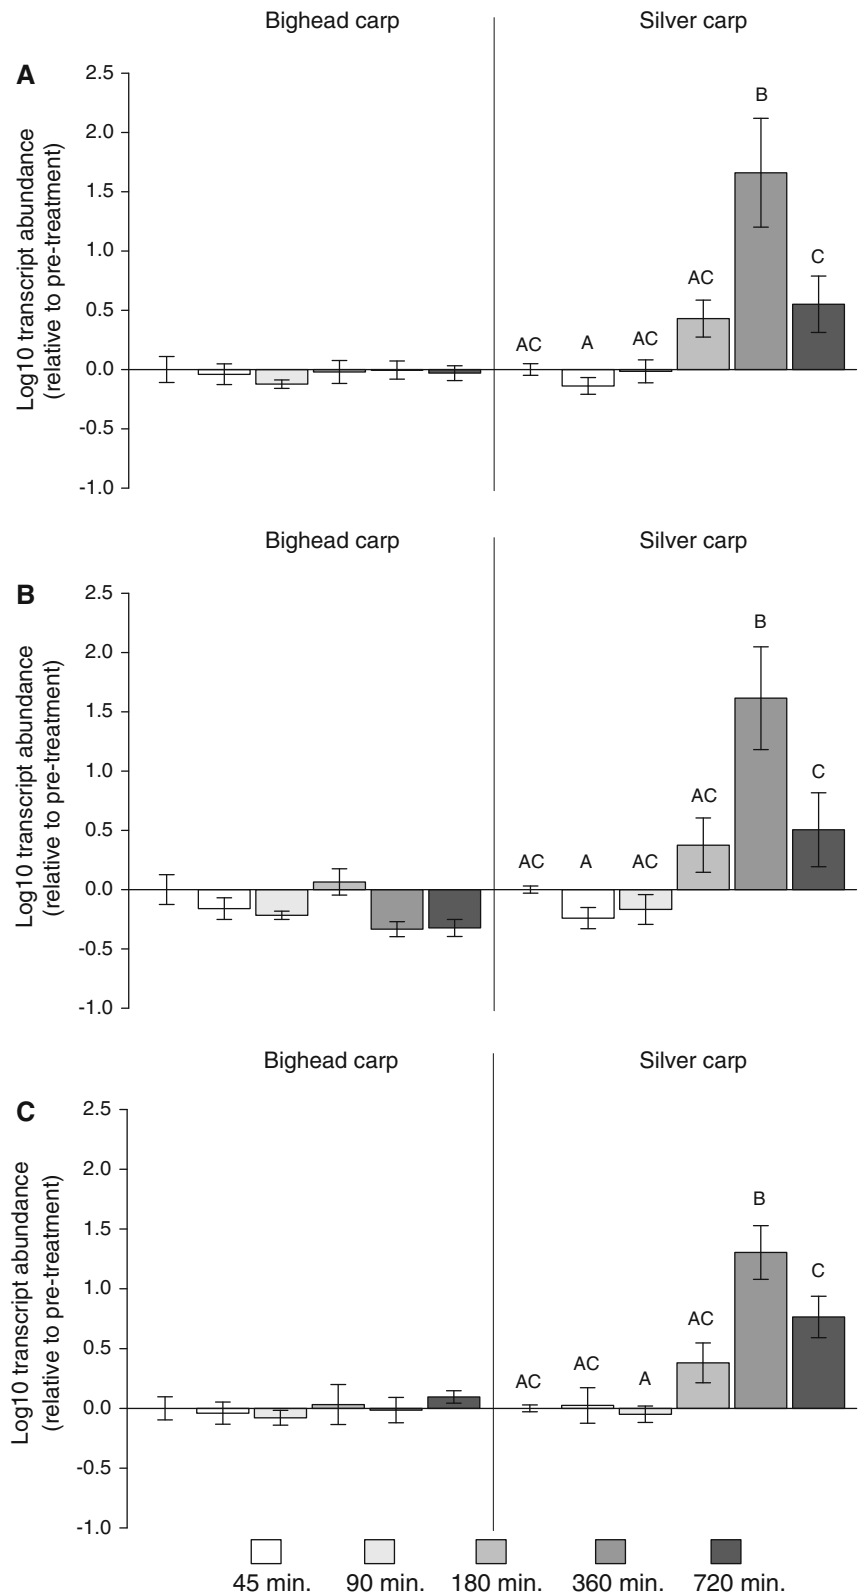 Bighead carp Silver carp
A
Log10 transcript abundance
(relative to pre-treatment)
2.5
2.0
1.5
1.0
0.5
0.0
-0.5
-1.0
AC A AC AC B C
Bighead carp Silver carp
B
Log10 transcript abundance
(relative to pre-treatment)
2.5
2.0
1.5
1.0
0.5
0.0
-0.5
-1.0
AC A AC AC B C
Bighead carp Silver carp
C
Log10 transcript abundance
(relative to pre-treatment)
2.5
2.0
1.5
1.0
0.5
0.0
-0.5
-1.0
AC AC A AC B C
45 min. 90 min. 180 min. 360 min. 720 min.